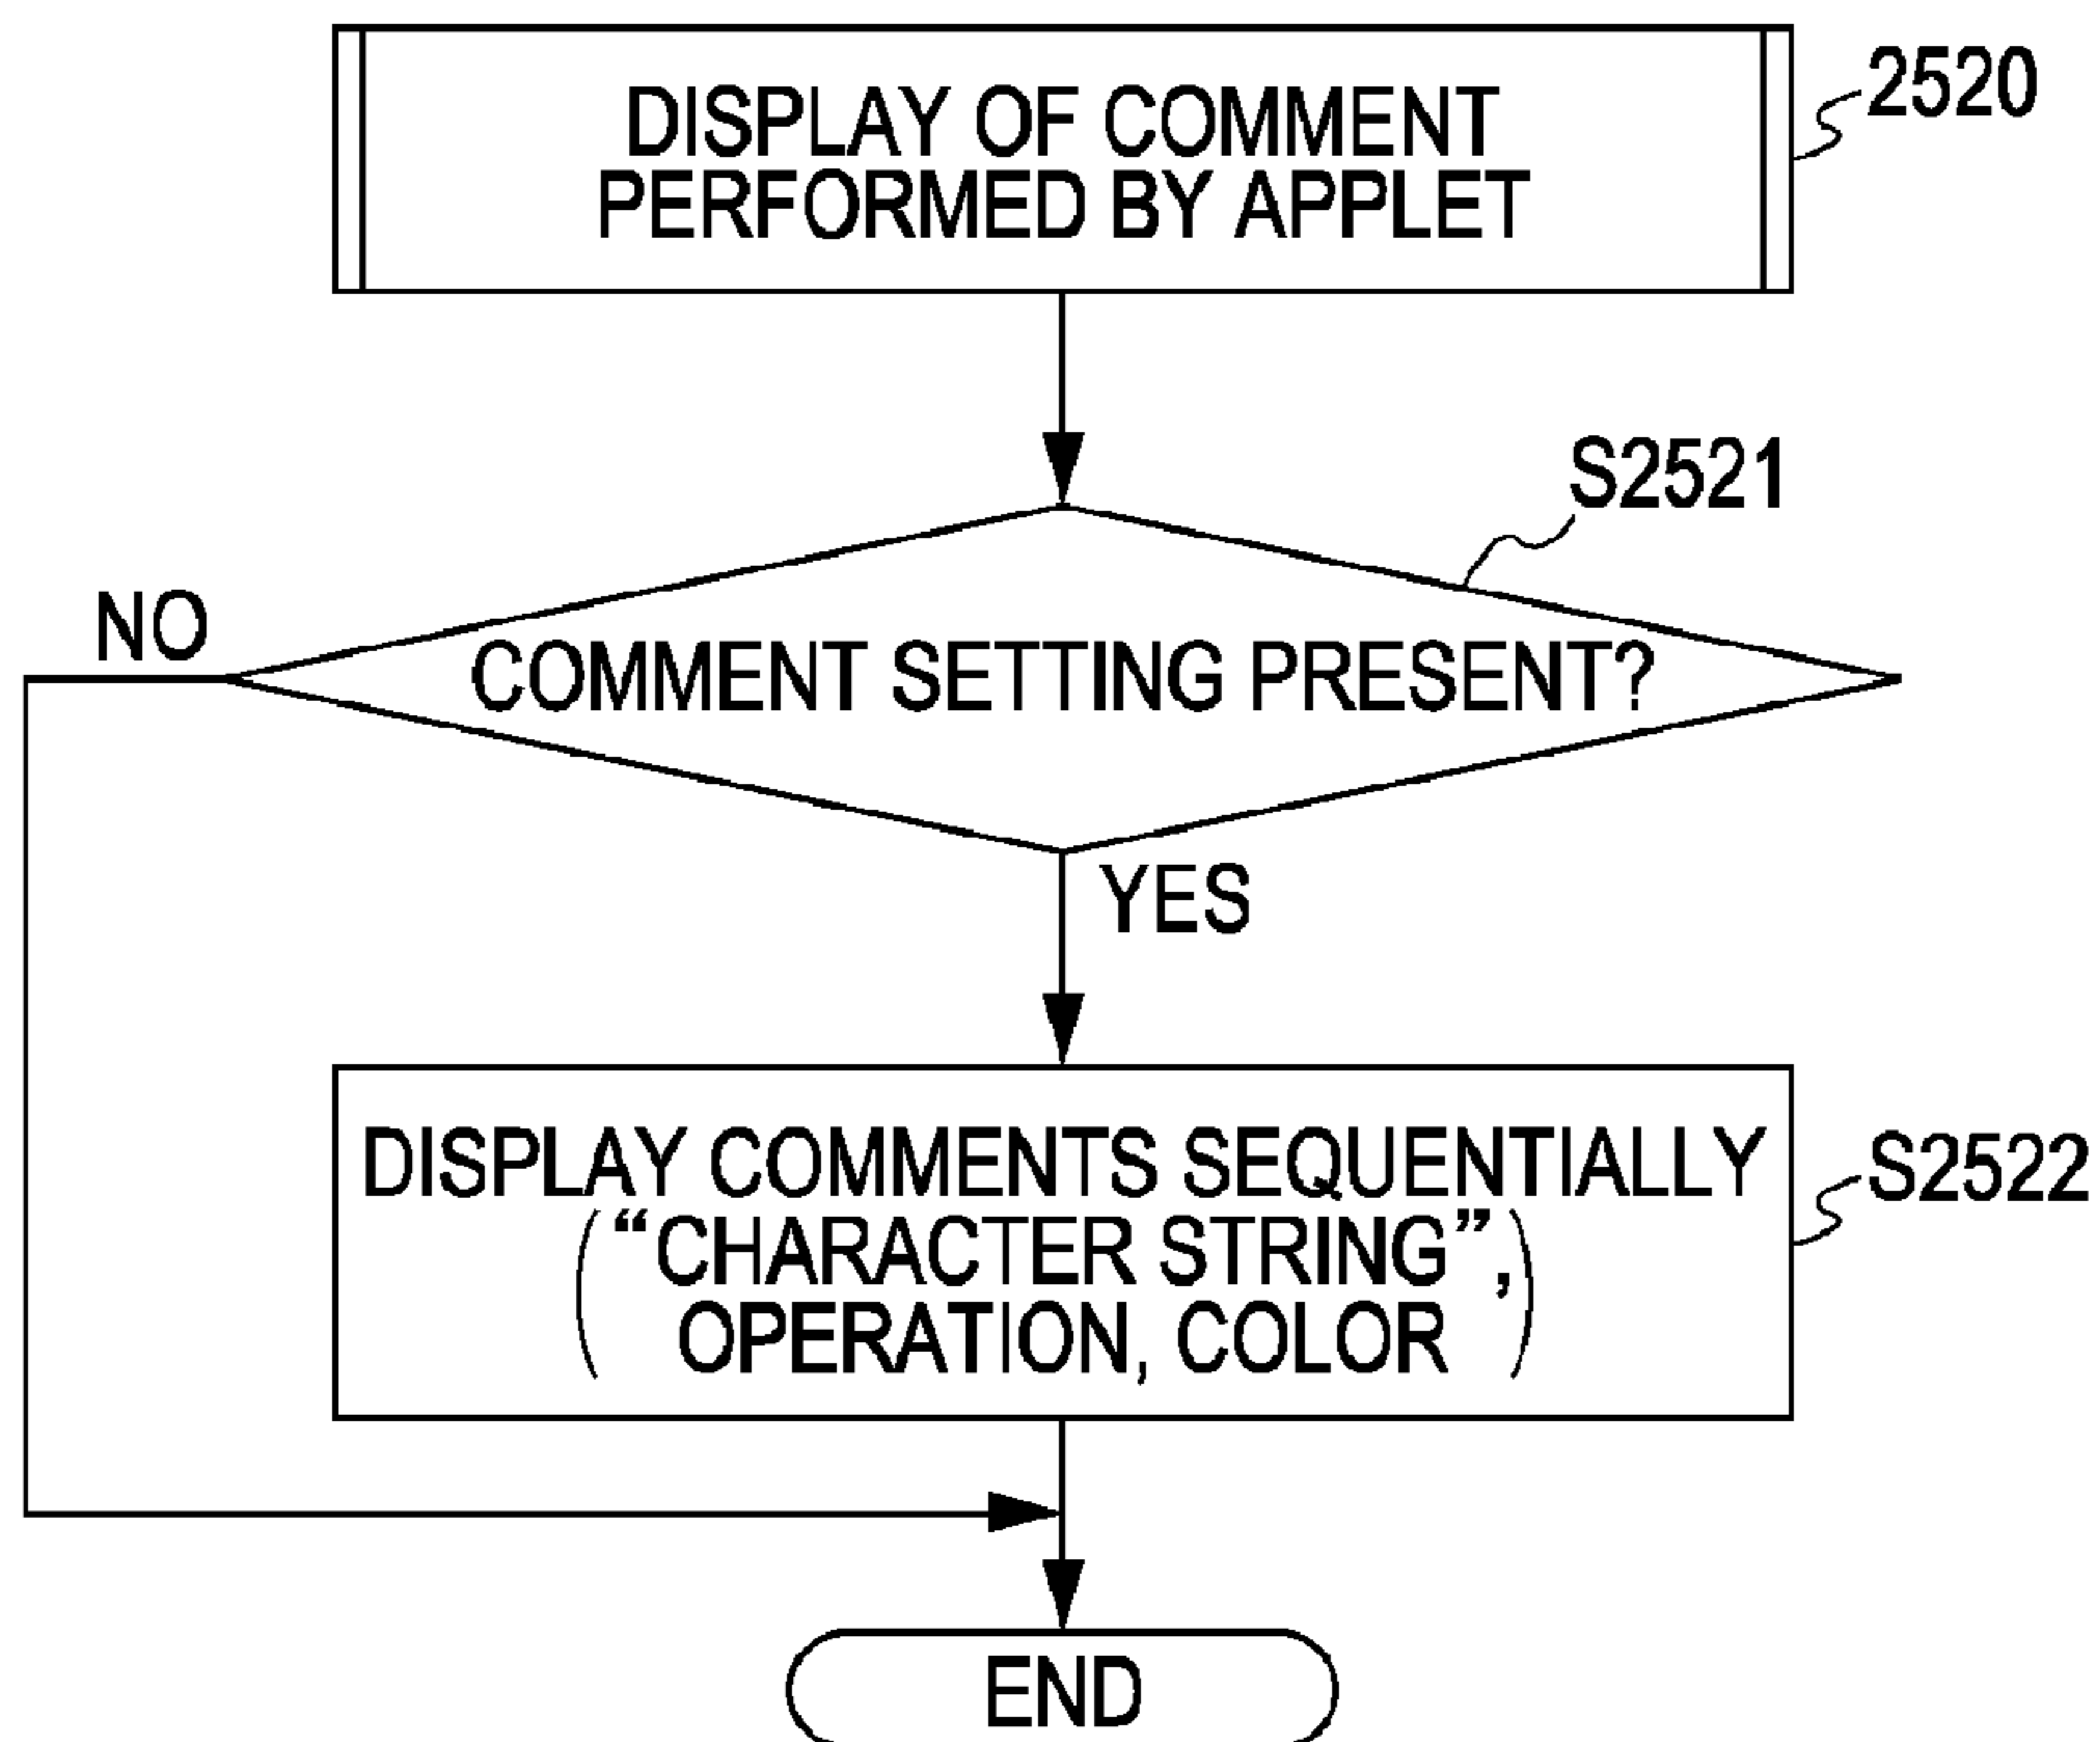 DISPLAY OF COMMENT
PERFORMED BY APPLET
2520
S2521
NO
COMMENT SETTING PRESENT?
YES
DISPLAY COMMENTS SEQUENTIALLY
(“CHARACTER STRING”,
OPERATION, COLOR)
S2522
END